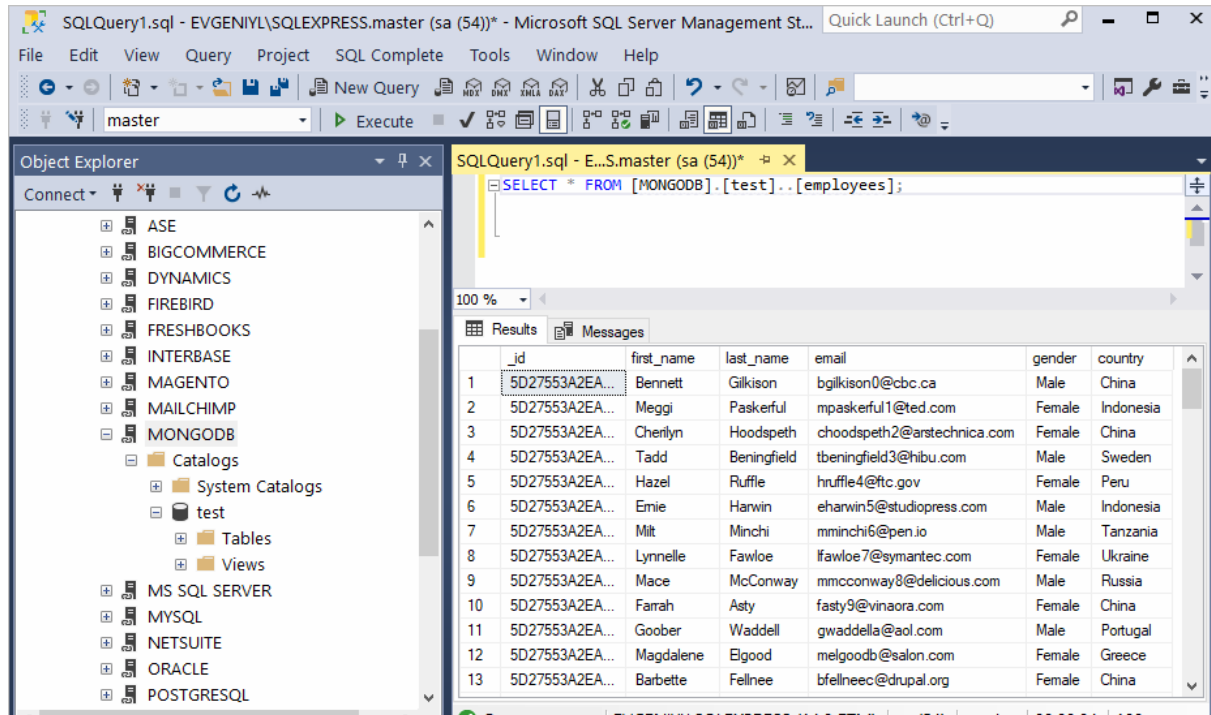 SQLQuery1.sql - EVGENIYL\SQLEXPRESS.master (sa (54))* - Microsoft SQL Server Management St... Quick Launch (Ctrl+Q)
File Edit View Query Project SQL Complete Tools Window Help
New Query MDX DMX XMLA DAX
master Execute
Object Explorer
Connect
ASE
BIGCOMMERCE
DYNAMICS
FIREBIRD
FRESHBOOKS
INTERBASE
MAGENTO
MAILCHIMP
MONGODB
Catalogs
System Catalogs
test
Tables
Views
MS SQL SERVER
MYSQL
NETSUITE
ORACLE
POSTGRESQL
SQLQuery1.sql - E...S.master (sa (54))*
SELECT * FROM [MONGODB].[test]..[employees];
100 %
Results Messages
_id first_name last_name email gender country
1 5D27553A2EA... Bennett Gilkison bgilkison0@cbc.ca Male China
2 5D27553A2EA... Meggi Paskerful mpaskerful1@ted.com Female Indonesia
3 5D27553A2EA... Cherilyn Hoodspeth choodspeth2@arstechnica.com Female China
4 5D27553A2EA... Tadd Beningfield tbeningfield3@hibu.com Male Sweden
5 5D27553A2EA... Hazel Ruffle hruffle4@ftc.gov Female Peru
6 5D27553A2EA... Ernie Harwin eharwin5@studiopress.com Male Indonesia
7 5D27553A2EA... Milt Minchi mminchi6@pen.io Male Tanzania
8 5D27553A2EA... Lynnelle Fawloe lfawloe7@symantec.com Female Ukraine
9 5D27553A2EA... Mace McConway mmcconway8@delicious.com Male Russia
10 5D27553A2EA... Farrah Asty fasty9@vinaora.com Female China
11 5D27553A2EA... Goober Waddell gwaddella@aol.com Male Portugal
12 5D27553A2EA... Magdalene Elgood melgoodb@salon.com Female Greece
13 5D27553A2EA... Barbette Fellnee bfellneec@drupal.org Female China